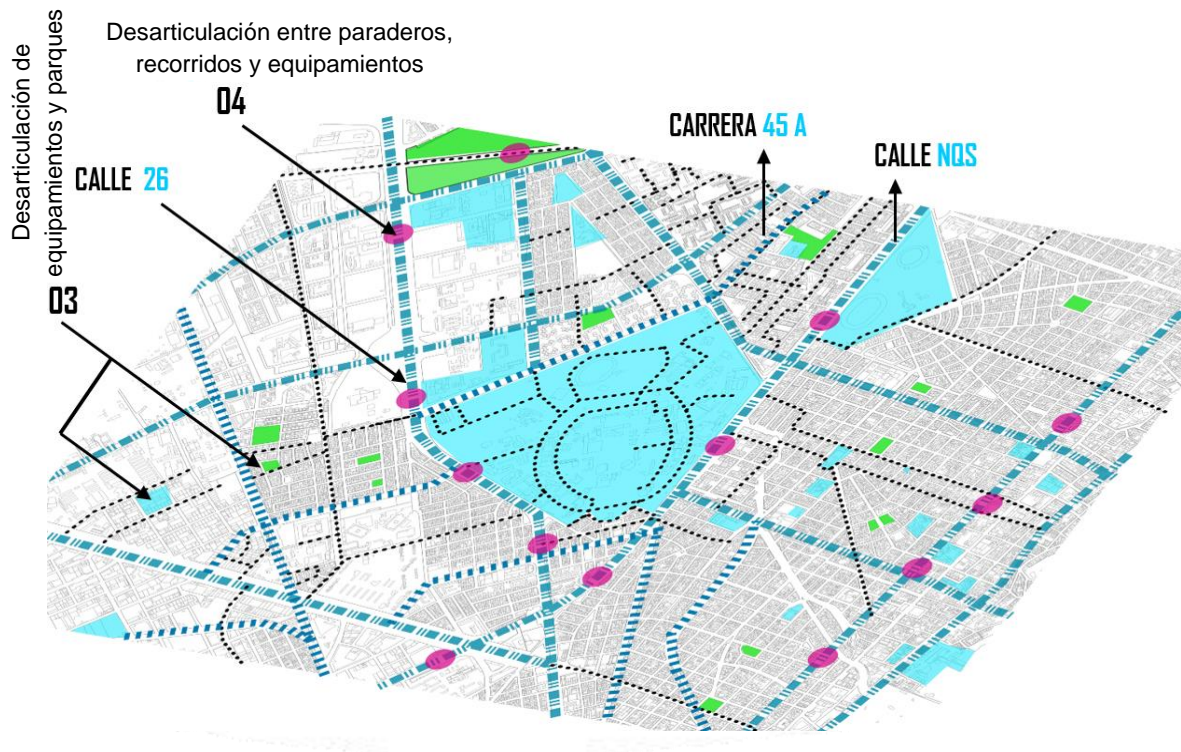 Desarticulación de
equipamientos y parques
03
Desarticulación entre paraderos,
recorridos y equipamientos
04
CALLE 26
CARRERA 45 A
CALLE NQS